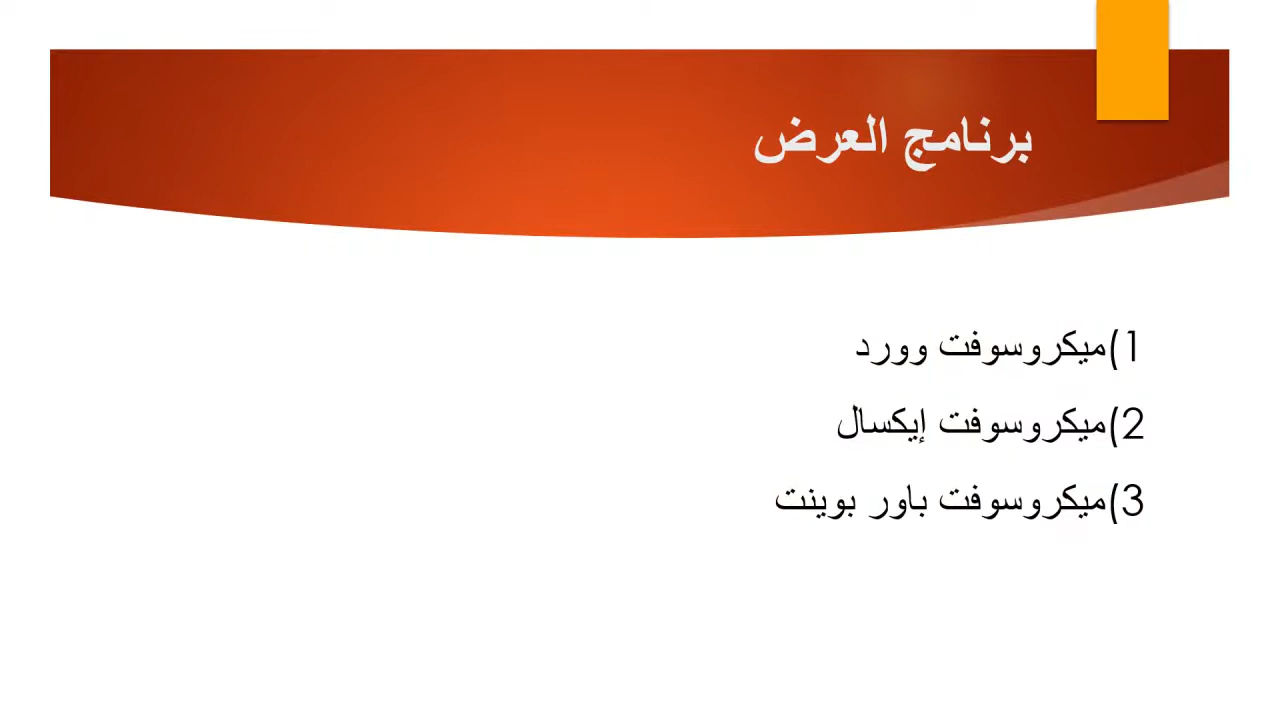 برنامج العرض
1)ميكروسوفت وورد
2)ميكروسوفت إيكسال
3)ميكروسوفت باور بوينت